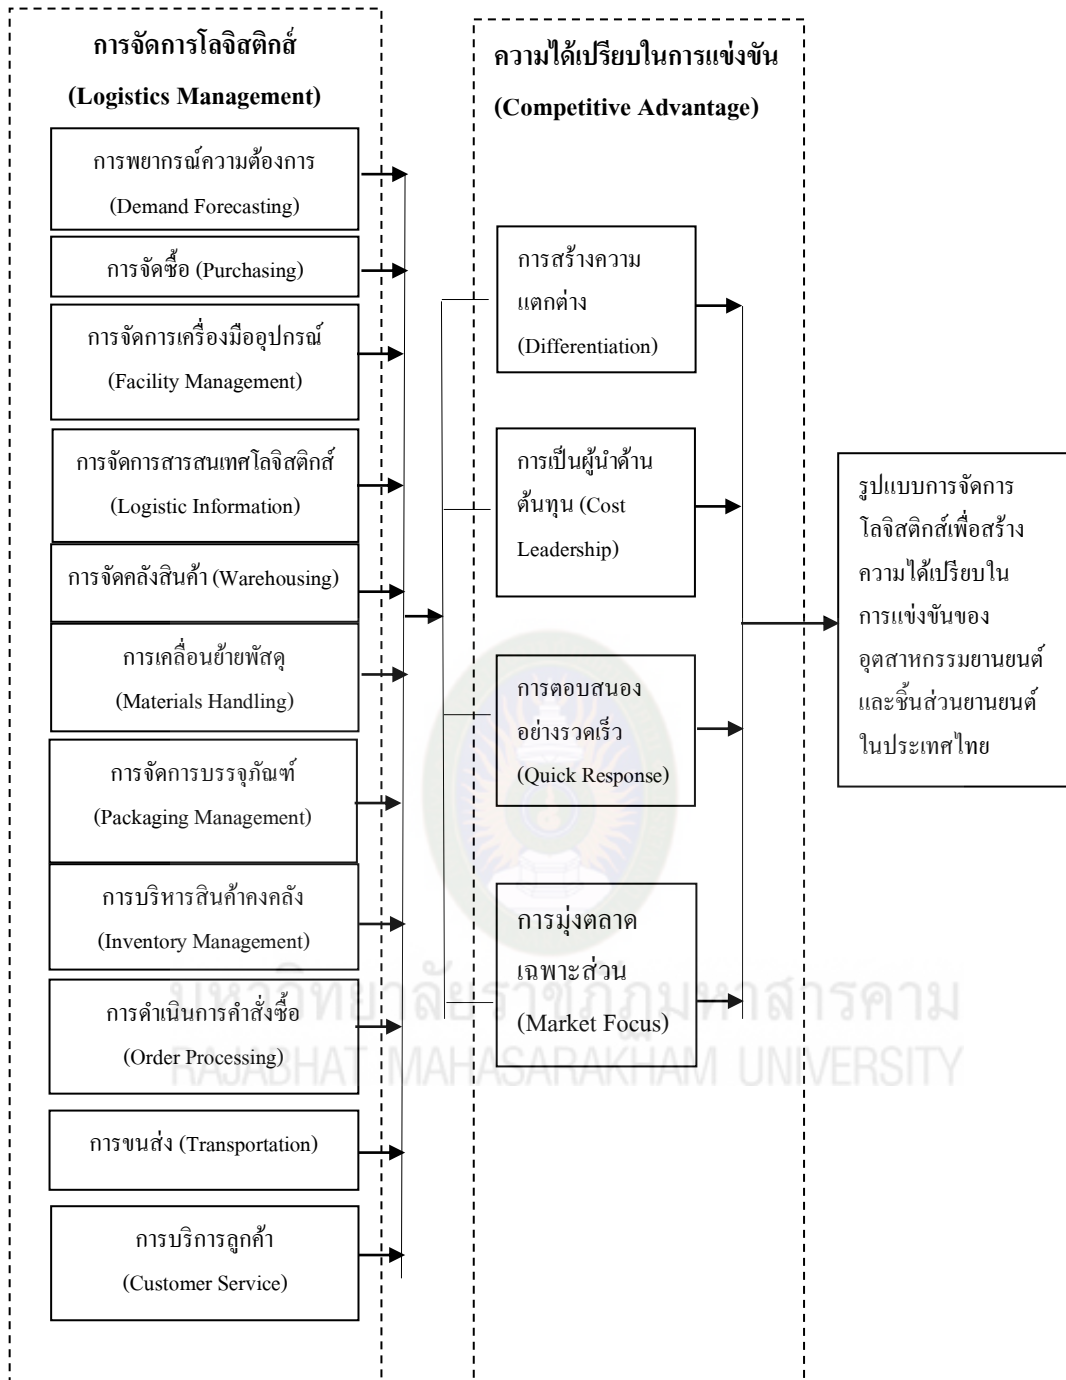 การจัดการโลจิสติกส์
(Logistics Management)
การพยากรณ์ความต้องการ
(Demand Forecasting)
การจัดซื้อ (Purchasing)
การจัดการเครื่องมืออุปกรณ์
(Facility Management)
การจัดการสารสนเทศโลจิสติกส์
(Logistic Information)
การจัดคลังสินค้า (Warehousing)
การเคลื่อนย้ายพัสดุ
(Materials Handling)
การจัดการบรรจุภัณฑ์
(Packaging Management)
การบริหารสินค้าคงคลัง
(Inventory Management)
การดำเนินการคำสั่งซื้อ
(Order Processing)
การขนส่ง (Transportation)
การบริการลูกค้า
(Customer Service)
ความได้เปรียบในการแข่งขัน
(Competitive Advantage)
การสร้างความ
แตกต่าง
(Differentiation)
การเป็นผู้นำด้าน
ต้นทุน (Cost
Leadership)
การตอบสนอง
อย่างรวดเร็ว
(Quick Response)
การมุ่งตลาด
เฉพาะส่วน
(Market Focus)
รูปแบบการจัดการ
โลจิสติกส์เพื่อสร้าง
ความได้เปรียบใน
การแข่งขันของ
อุตสาหกรรมยานยนต์
และชิ้นส่วนยานยนต์
ในประเทศไทย
มหาวิทยาลัยราชภัฏมหาสารคาม
RAJABHAT MAHASARAKHAM UNIVERSITY